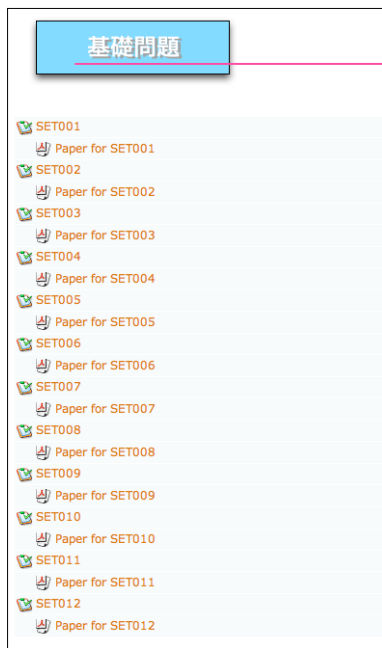 基礎問題
SET001
Paper for SET001
SET002
Paper for SET002
SET003
Paper for SET003
SET004
Paper for SET004
SET005
Paper for SET005
SET006
Paper for SET006
SET007
Paper for SET007
SET008
Paper for SET008
SET009
Paper for SET009
SET010
Paper for SET010
SET011
Paper for SET011
SET012
Paper for SET012